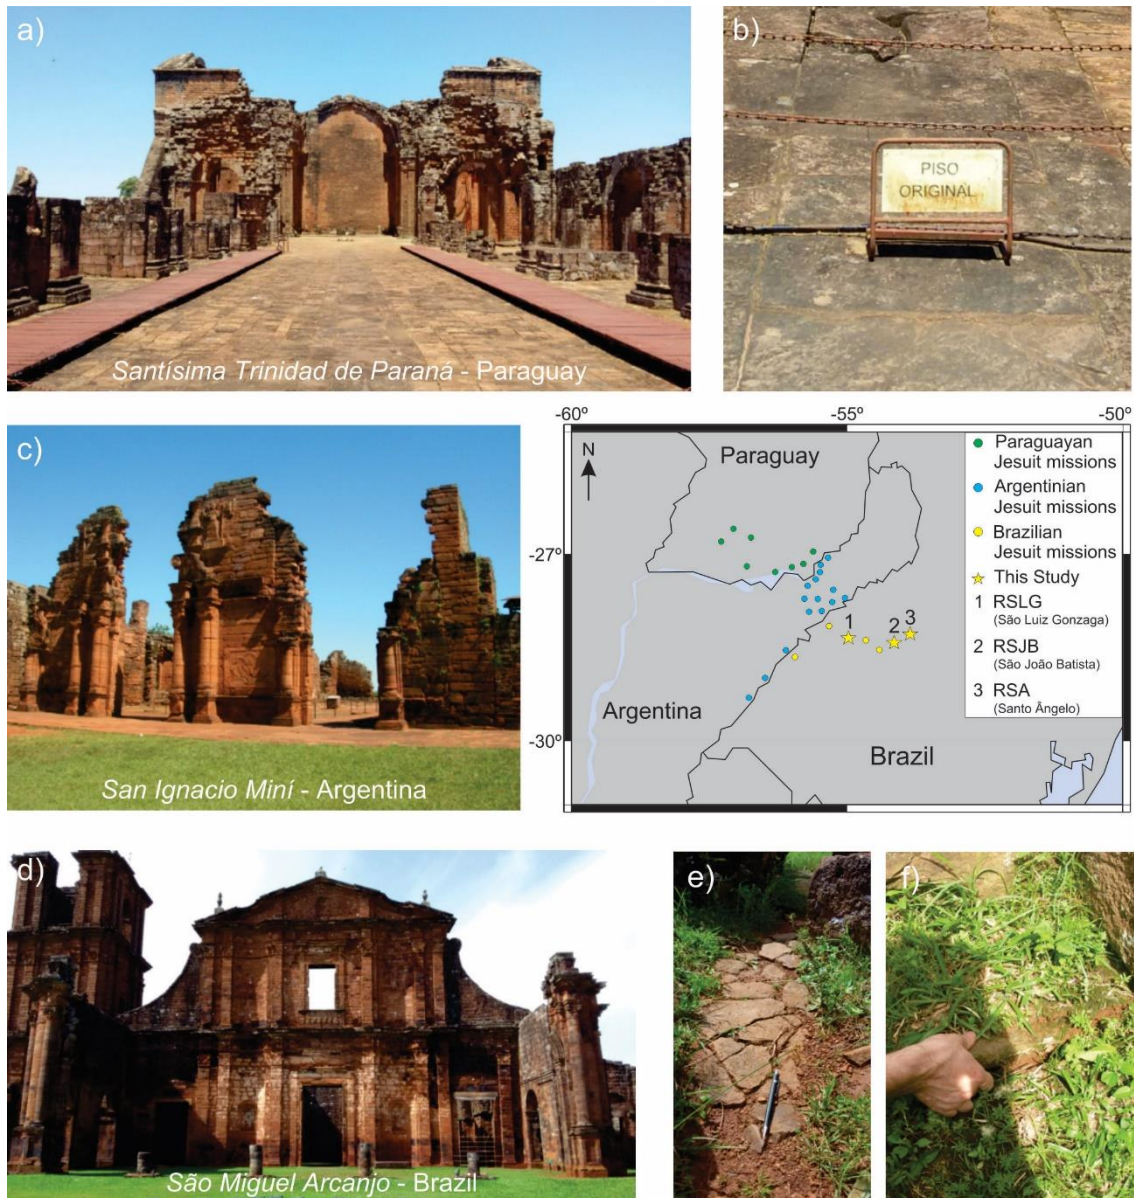 a)
Santísima Trinidad de Paraná - Paraguay
b)
PISO
ORIGINAL
c)
San Ignacio Miní - Argentina
-60º
-55º
-50º
-27º
-30º
N
Paraguay
Argentina
Brazil
1
2
3
Paraguayan
Jesuit missions
Argentinian
Jesuit missions
Brazilian
Jesuit missions
This Study
1 RSLG
(São Luiz Gonzaga)
2 RSJB
(São João Batista)
3 RSA
(Santo Ângelo)
d)
São Miguel Arcanjo - Brazil
e)
f)